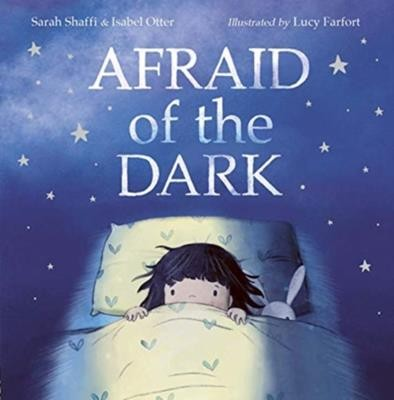 Sarah Shaffi & Isabel Otter
Illustrated by Lucy Farfort
AFRAID
of the
DARK